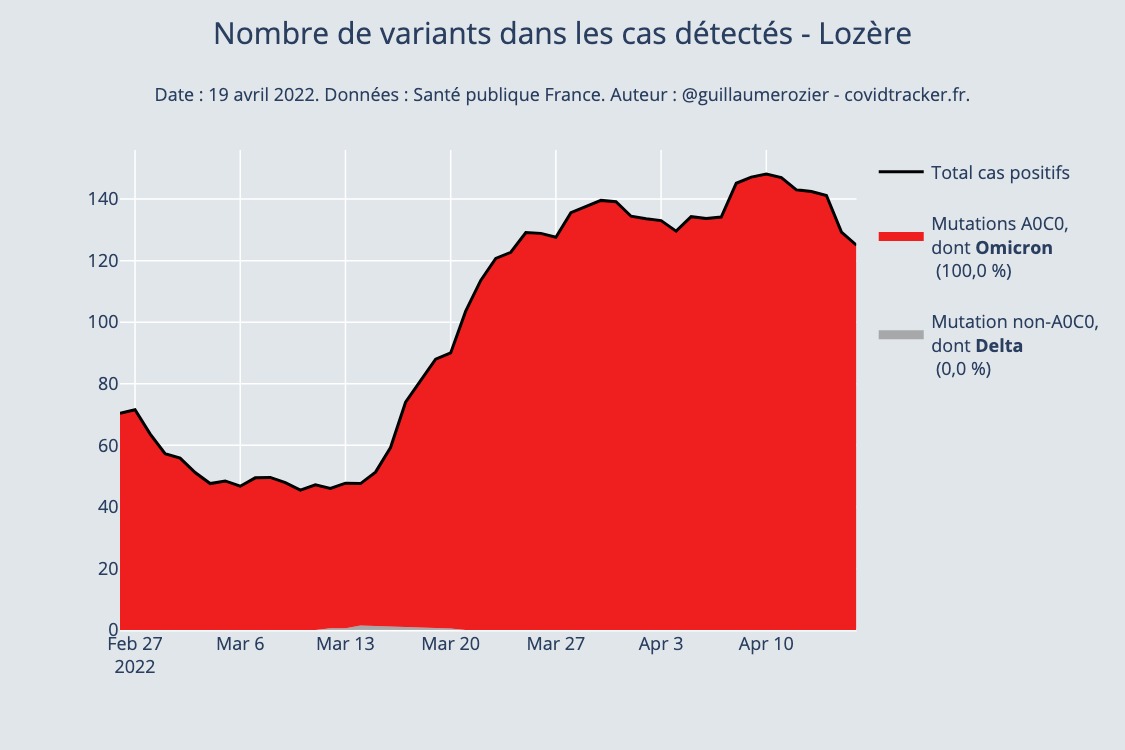 Nombre de variants dans les cas détectés - Lozère
Date : 19 avril 2022. Données : Santé publique France. Auteur : @guillaumerozier - covidtracker.fr.
140
120
100
80
60
40
20
0
Feb 27
2022
Mar 6
Mar 13
Mar 20
Mar 27
Apr 3
Apr 10
Total cas positifs
Mutations A0C0,
dont Omicron
(100,0 %)
Mutation non-A0C0,
dont Delta
(0,0 %)